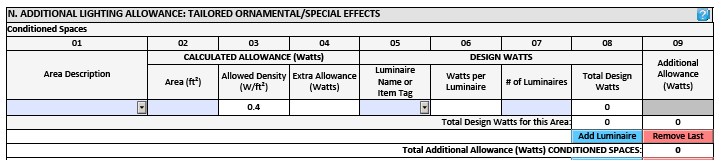 N. ADDITIONAL LIGHTING ALLOWANCE: TAILORED ORNAMENTAL/SPECIAL EFFECTS ?
Conditioned Spaces
01 02 03 04 05 06 07 08 09
CALCULATED ALLOWANCE (Watts) DESIGN WATTS
Area Description
Area (ft²)
Allowed Density
(W/ft²)
Extra Allowance
(Watts)
Luminaire
Name or
Item Tag
Watts per
Luminaire
# of Luminaires
Total Design
Watts
Additional
Allowance
(Watts)
0.4 0
Total Design Watts for this Area: 0 0
Add Luminaire Remove Last
Total Additional Allowance (Watts) CONDITIONED SPACES: 0